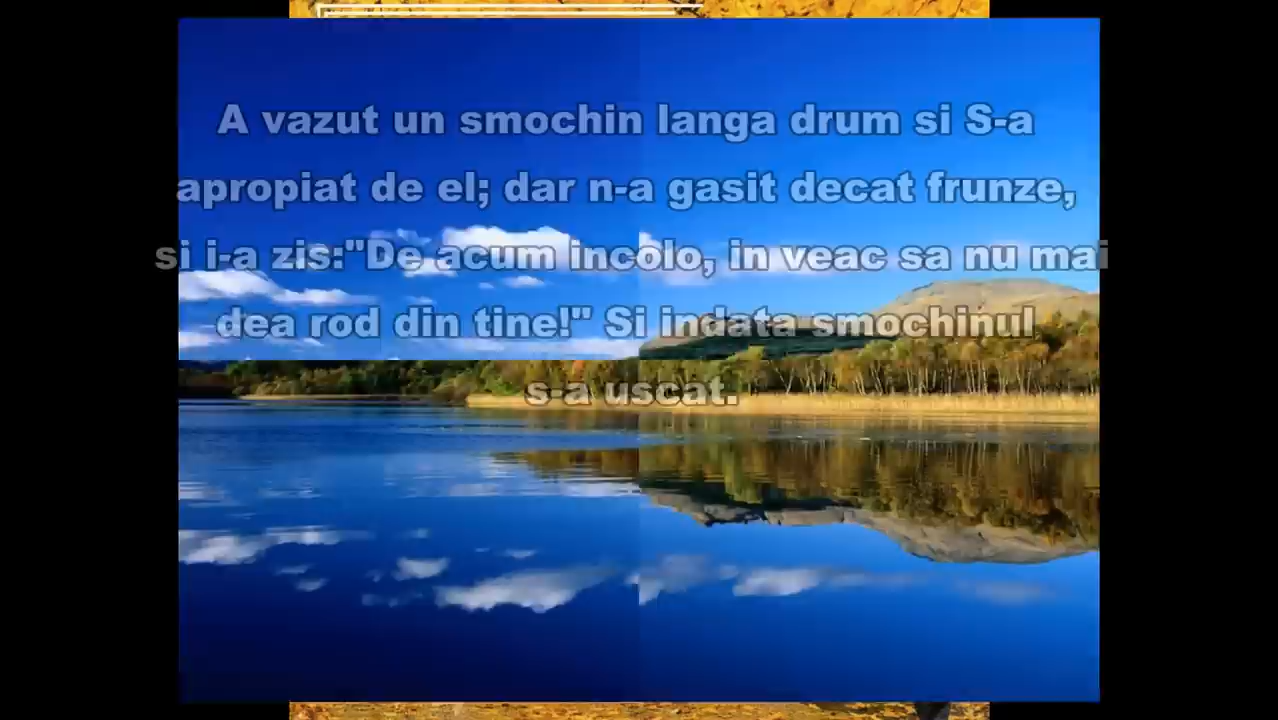 A vazut un smochin langa drum si S-a
apropiat de el; dar n-a gasit decat frunze,
si i-a zis:"De acum incolo, in veac sa nu mai
dea rod din tine!" Si indata smochinul
s-a uscat.